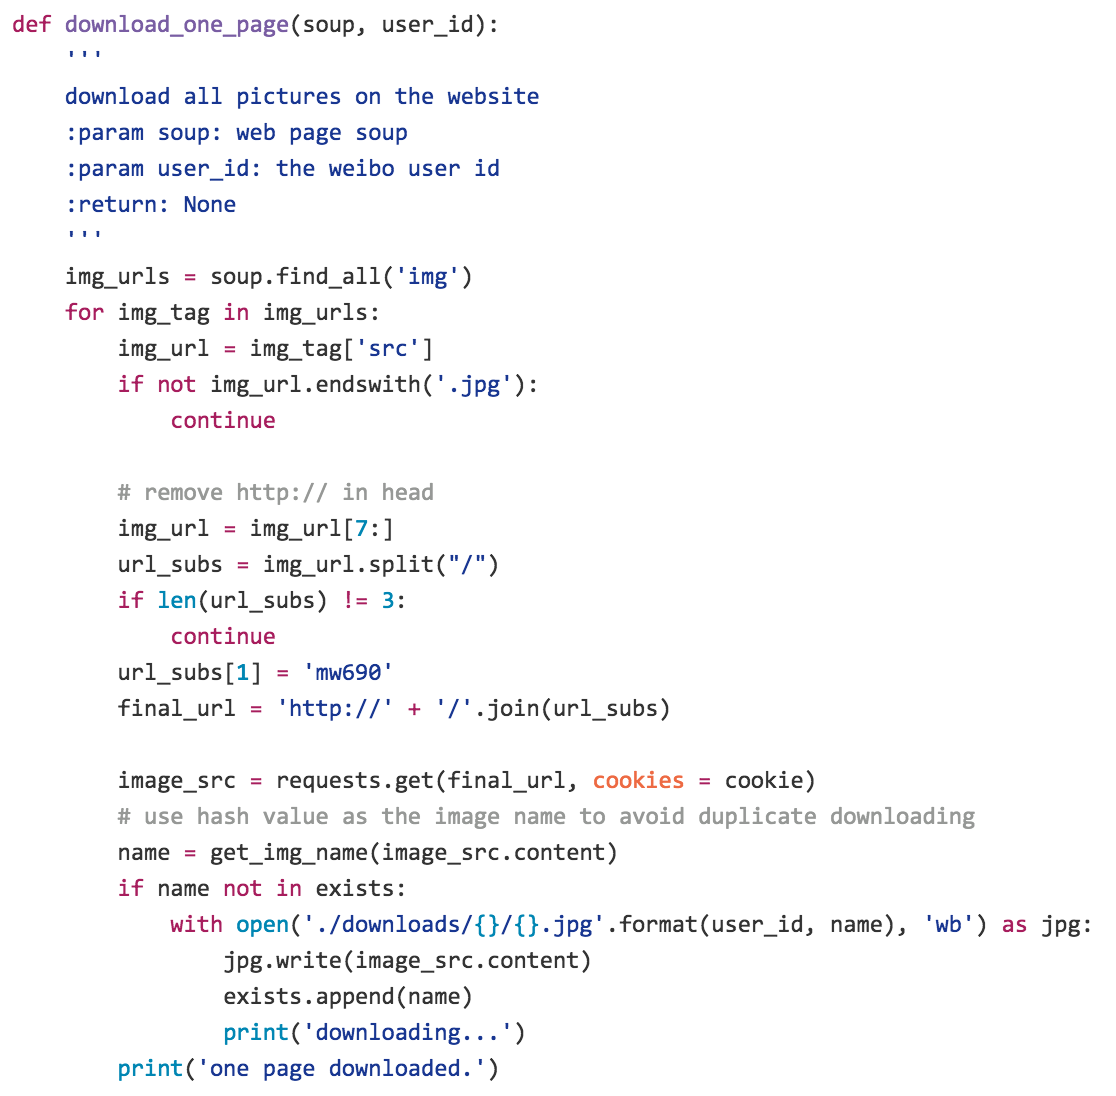 def download_one_page(soup, user_id):
    '''
    download all pictures on the website
    :param soup: web page soup
    :param user_id: the weibo user id
    :return: None
    '''
    img_urls = soup.find_all('img')
    for img_tag in img_urls:
        img_url = img_tag['src']
        if not img_url.endswith('.jpg'):
            continue

        # remove http:// in head
        img_url = img_url[7:]
        url_subs = img_url.split("/")
        if len(url_subs) != 3:
            continue
        url_subs[1] = 'mw690'
        final_url = 'http://' + '/'.join(url_subs)

        image_src = requests.get(final_url, cookies = cookie)
        # use hash value as the image name to avoid duplicate downloading
        name = get_img_name(image_src.content)
        if name not in exists:
            with open('./downloads/{}/{}.jpg'.format(user_id, name), 'wb') as jpg:
                jpg.write(image_src.content)
                exists.append(name)
                print('downloading...')
        print('one page downloaded.')